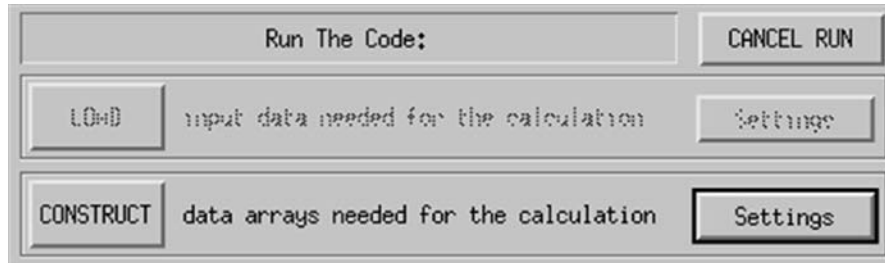 Run The Code: CANCEL RUN
LOAD input data needed for the calculation Settings
CONSTRUCT data arrays needed for the calculation Settings